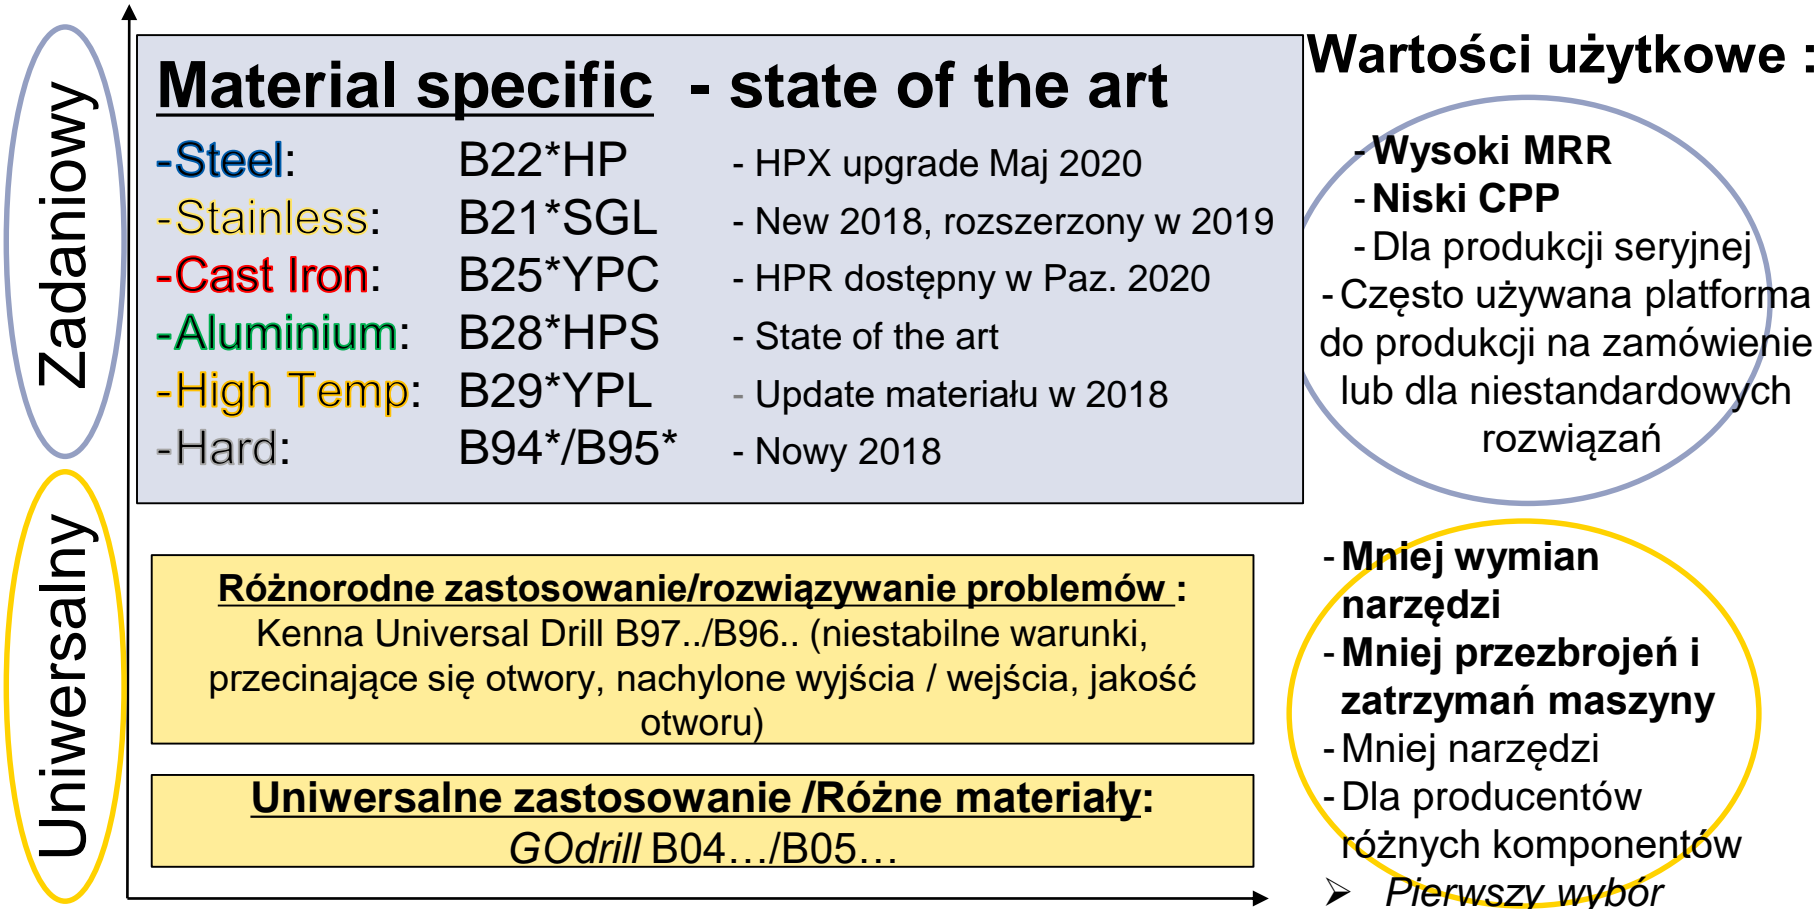 Zadaniowy
Material specific - state of the art
-Steel: B22*HP - HPX upgrade Maj 2020
-Stainless: B21*SGL - New 2018, rozszerzony w 2019
-Cast Iron: B25*YPC - HPR dostępny w Paz. 2020
-Aluminium: B28*HPS - State of the art
-High Temp: B29*YPL - Update materiału w 2018
-Hard: B94*/B95* - Nowy 2018
Wartości użytkowe :
-Wysoki MRR
-Niski CPP
-Dla produkcji seryjnej
-Często używana platforma
do produkcji na zamówienie
lub dla niestandardowych
rozwiązań
Uniwersalny
Różnorodne zastosowanie/rozwiązywanie problemów :
Kenna Universal Drill B97../B96.. (niestabilne warunki,
przecinające się otwory, nachylone wyjścia / wejścia, jakość
otworu)
Uniwersalne zastosowanie /Różne materiały:
GOdrill B04…/B05…
-Mniej wymian
narzędzi
-Mniej przezbrojeń i
zatrzymań maszyny
-Mniej narzędzi
-Dla producentów
różnych komponentów
➢ Pierwszy wybór